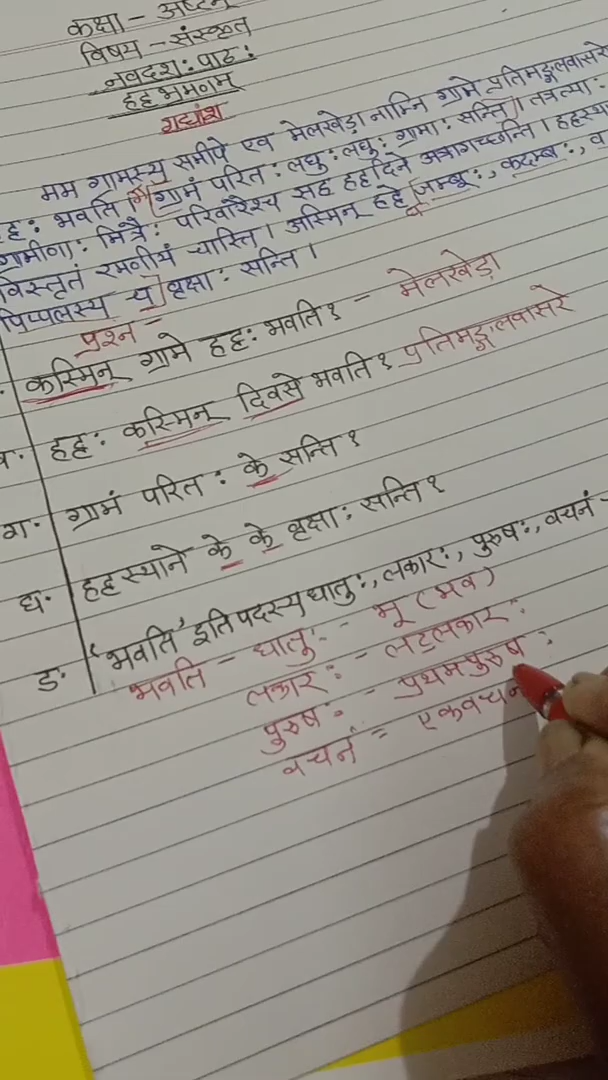 कक्षा - अष्टम्
विषय - संस्कृत
नवदशः पाठः
हट्टभ्रमणम्
गद्यांश
मम ग्रामस्य समीपे एव मेलखेड़ा नाम्नि ग्रामे प्रतिमङ्गलवासरे
हट्टः भवति। ग्रामं परितः लघुः लघुः ग्रामाः सन्ति। तत्रत्याः
ग्रामीणाः मित्रैः परिवारैश्च सह हट्टदिने अत्रागच्छन्ति। हट्टस्था
विस्तृतं रमणीयं चास्ति। अस्मिन् हट्टे जम्बूः, कदम्बः, व
पिप्पलस्य च वृक्षाः सन्ति।
प्रश्न -
कस्मिन् ग्रामे हट्टः भवति? - मेलखेड़ा
हट्टः कस्मिन् दिवसे भवति? प्रतिमङ्गलवासरे
ग. ग्रामं परितः के सन्ति?
घ. हट्टस्थाने के के वृक्षाः सन्ति?
ङ. 'भवति' इति पदस्य धातुः, लकारः, पुरुषः, वचनं -
भवति - धातुः - भू (भव)
लकारः - लट्लकारः
पुरुषः - प्रथमपुरुषः
वचनं = एकवचन